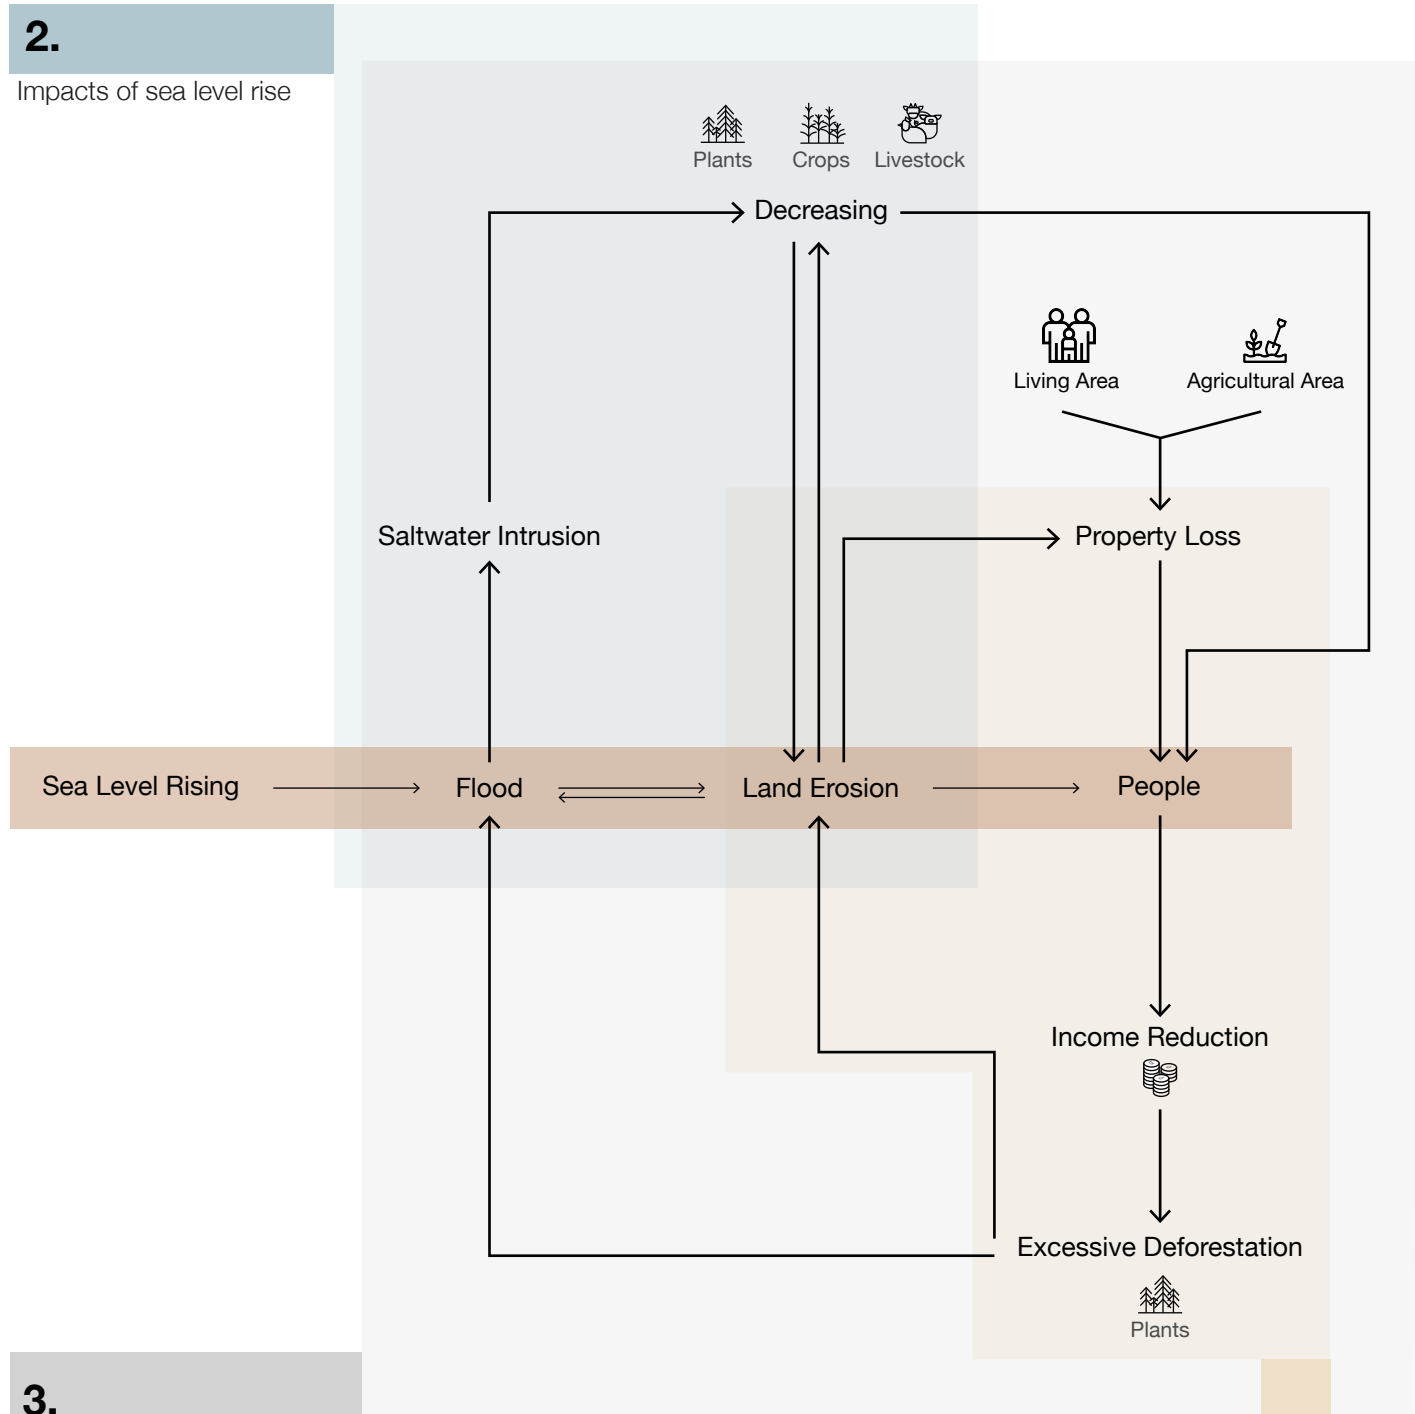 2.
Impacts of sea level rise
Plants
Crops
Livestock
Decreasing
Living Area
Agricultural Area
Saltwater Intrusion
Property Loss
Sea Level Rising
Flood
Land Erosion
People
Income Reduction
Excessive Deforestation
Plants
3.